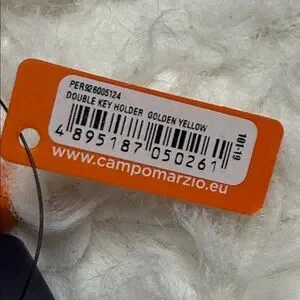 PER926005124
DOUBLE KEY HOLDER GOLDEN YELLOW
4 895187 050261
101-19
www.campomarzio.eu